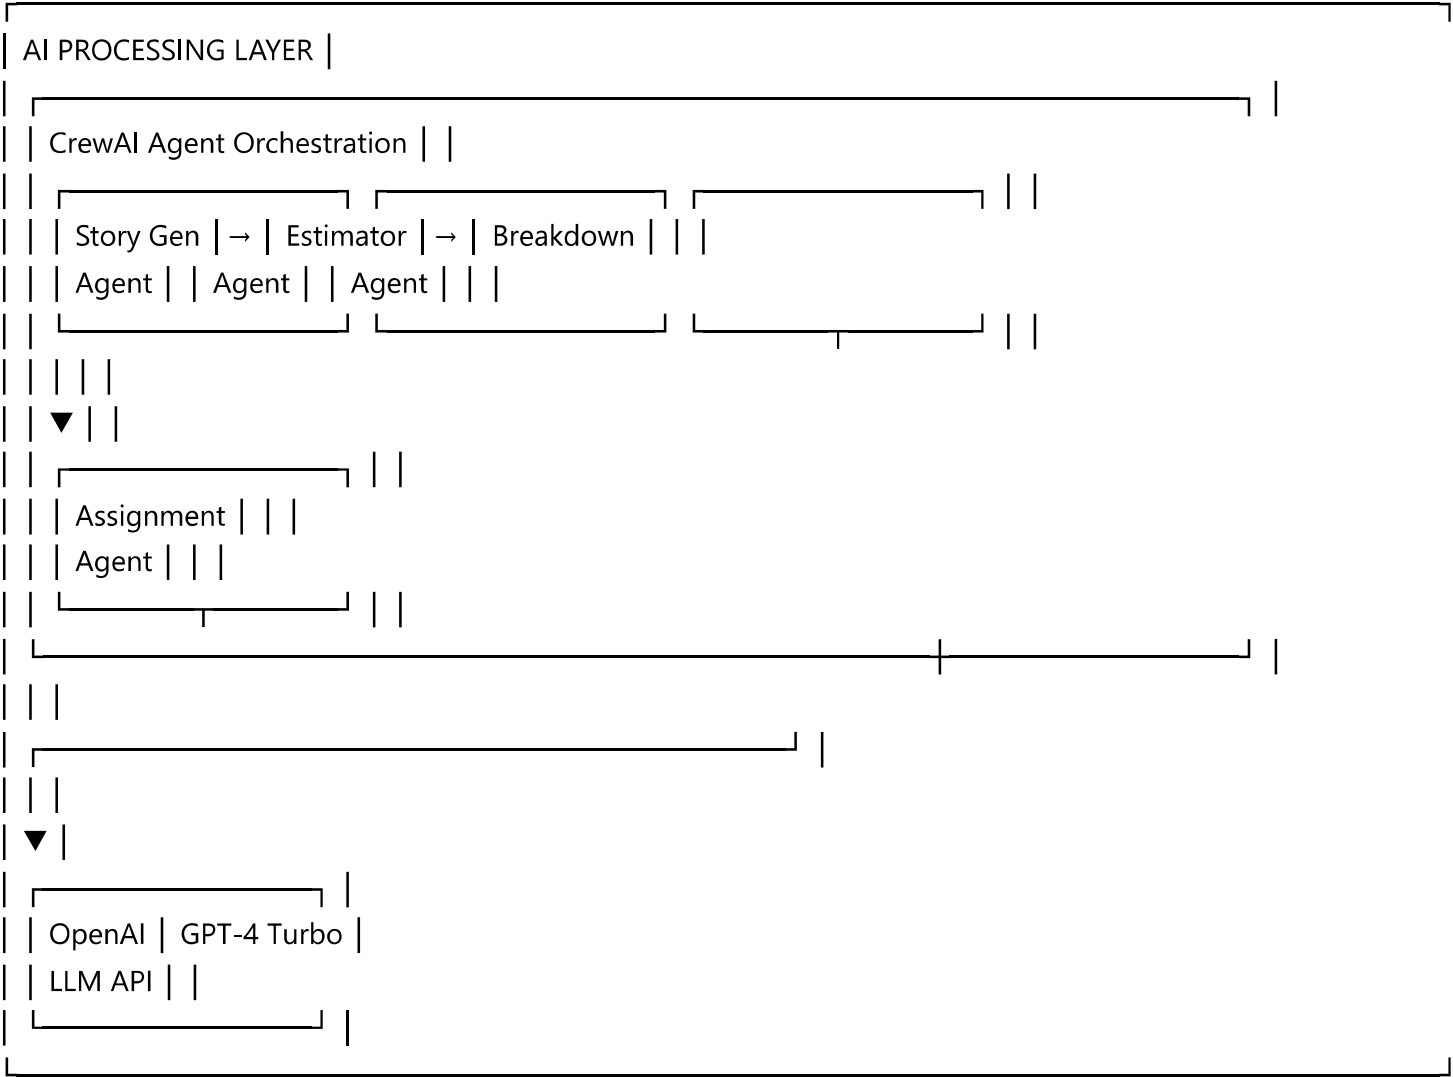 AI PROCESSING LAYER
CrewAI Agent Orchestration
Story Gen │→ │ Estimator │→ │ Breakdown
Agent │ │ Agent │ │ Agent
▼
Assignment
Agent
▼
OpenAI │ GPT-4 Turbo
LLM API